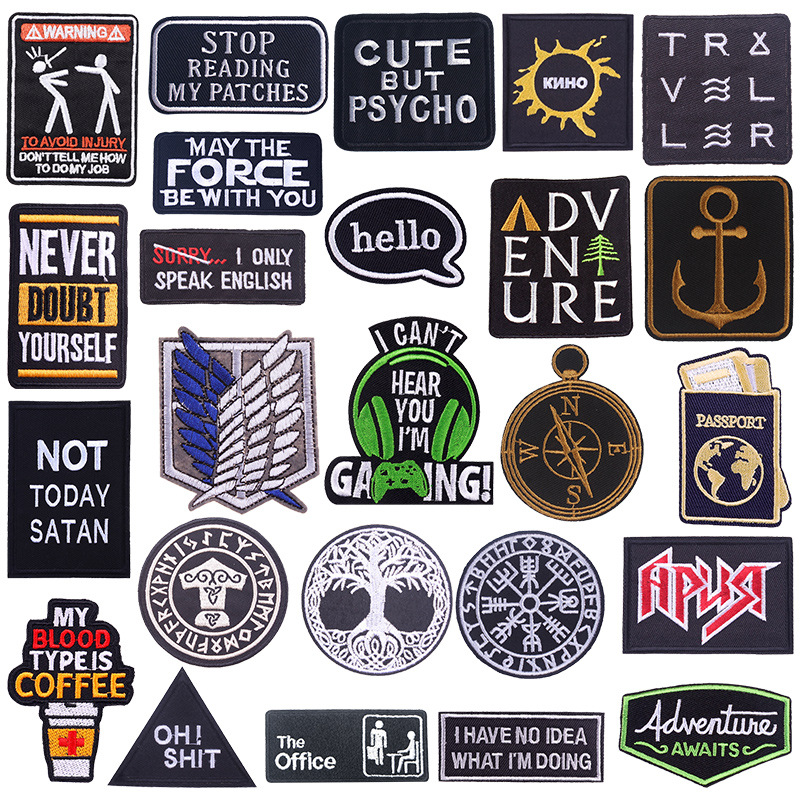 WARNING
TO AVOID INJURY
DON'T TELL ME HOW
TO DO MY JOB
STOP
READING
MY PATCHES
CUTE
BUT
PSYCHO
КИНО
TRA
VEL
LER
MAY THE
FORCE
BE WITH YOU
NEVER
DOUBT
YOURSELF
SORRY... I ONLY
SPEAK ENGLISH
hello
ADV
EN
URE
I CAN'T
HEAR
YOU
I'M
GAMING!
N
W E
S
PASSPORT
NOT
TODAY
SATAN
АРИЯ
MY
BLOOD
TYPE IS
COFFEE
OH!
SHIT
The
Office
I HAVE NO IDEA
WHAT I'M DOING
Adventure
AWAITS